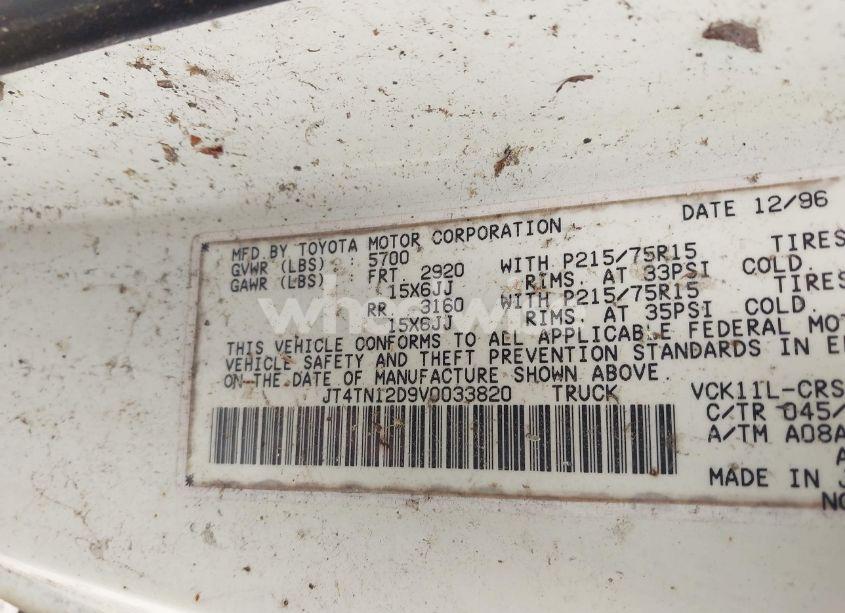 MFD.BY TOYOTA MOTOR CORPORATION DATE 12/96
GVWR (LBS) : 5700
GAWR (LBS) : FRT. 2920 WITH P215/75R15 TIRES
15X6JJ RIMS. AT 33PSI COLD.
RR. 3160 WITH P215/75R15 TIRES
15X6JJ RIMS. AT 35PSI COLD.
THIS VEHICLE CONFORMS TO ALL APPLICABLE FEDERAL MOT
VEHICLE SAFETY AND THEFT PREVENTION STANDARDS IN E
ON THE DATE OF MANUFACTURE SHOWN ABOVE.
JT4TN12D9V0033820 TRUCK VCK11L-CRS
C/TR 045/
A/TM A08A
A
MADE IN J
NO